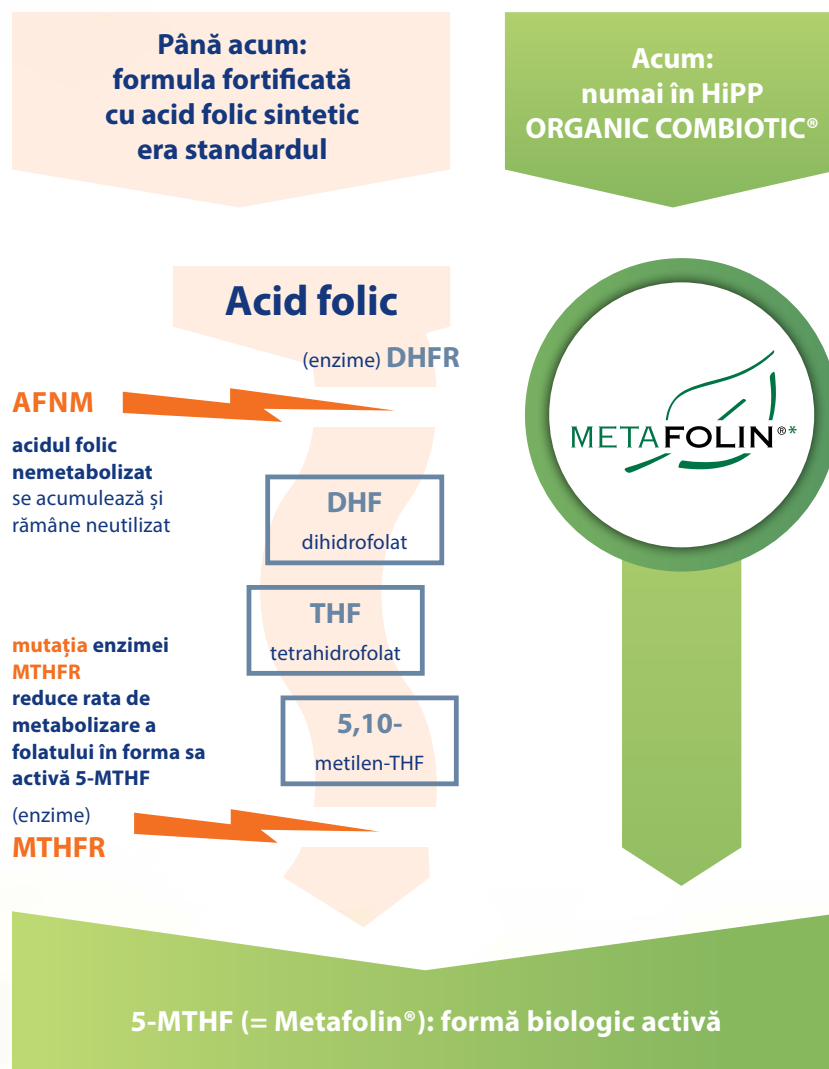 Până acum:
formula fortificată
cu acid folic sintetic
era standardul
Acum:
numai în HiPP
ORGANIC COMBIOTIC®
Acid folic
(enzime) DHFR
AFNM
acidul folic
nemetabolizat
se acumulează și
rămâne neutilizat
METAFOLIN®*
DHF
dihidrofolat
THF
tetrahidrofolat
mutația enzimei
MTHFR
reduce rata de
metabolizare a
folatului în forma sa
activă 5-MTHF
(enzime)
MTHFR
5,10-
metilen-THF
5-MTHF (= Metafolin®): formă biologic activă